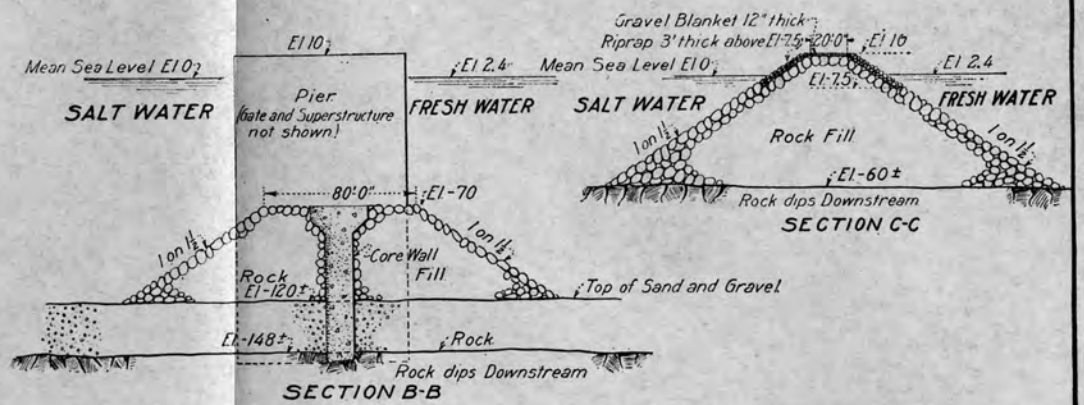 El 10
Mean Sea Level El 0
El 2.4
SALT WATER
Pier
(Gate and Superstructure
not shown.)
FRESH WATER
80'-0"
El.-70
1 on 1½
Core Wall
1 on 1½
Rock
Fill
El-120±
Top of Sand and Gravel
El.-148±
Rock
Rock dips Downstream
SECTION B-B
Gravel Blanket 12" thick
Riprap 3' thick above El-7.5
20'-0"
El 10
Mean Sea Level El 0
El 2.4
El-7.5
SALT WATER
FRESH WATER
1 on 1½
Rock Fill
1 on 1½
El-60±
Rock dips Downstream
SECTION C-C